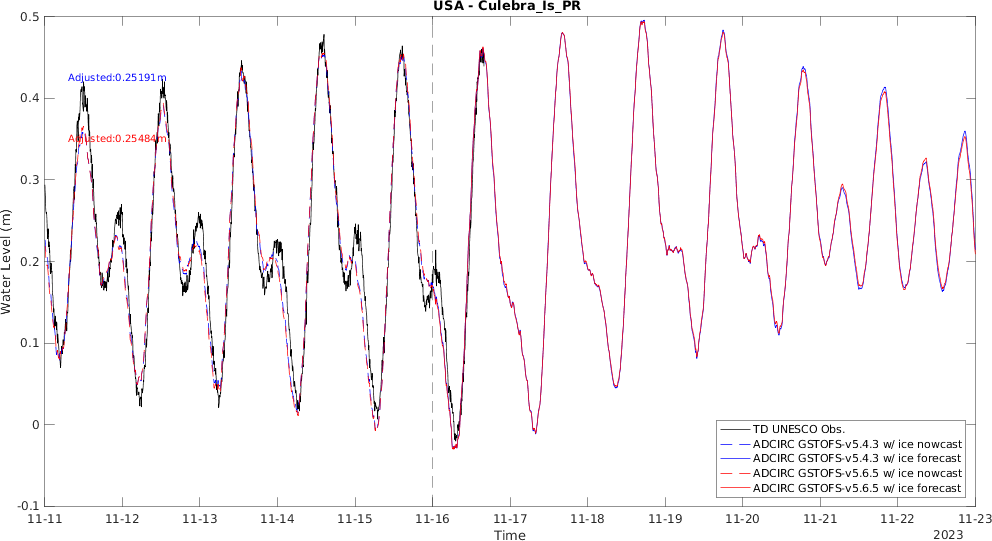 USA - Culebra_Is_PR
Adjusted:0.25191m
Adjusted:0.25484m
Water Level (m)
0.5
0.4
0.3
0.2
0.1
0
-0.1
11-11 11-12 11-13 11-14 11-15 11-16 11-17 11-18 11-19 11-20 11-21 11-22 11-23
Time
2023
TD UNESCO Obs.
ADCIRC GSTOFS-v5.4.3 w/ ice nowcast
ADCIRC GSTOFS-v5.4.3 w/ ice forecast
ADCIRC GSTOFS-v5.6.5 w/ ice nowcast
ADCIRC GSTOFS-v5.6.5 w/ ice forecast